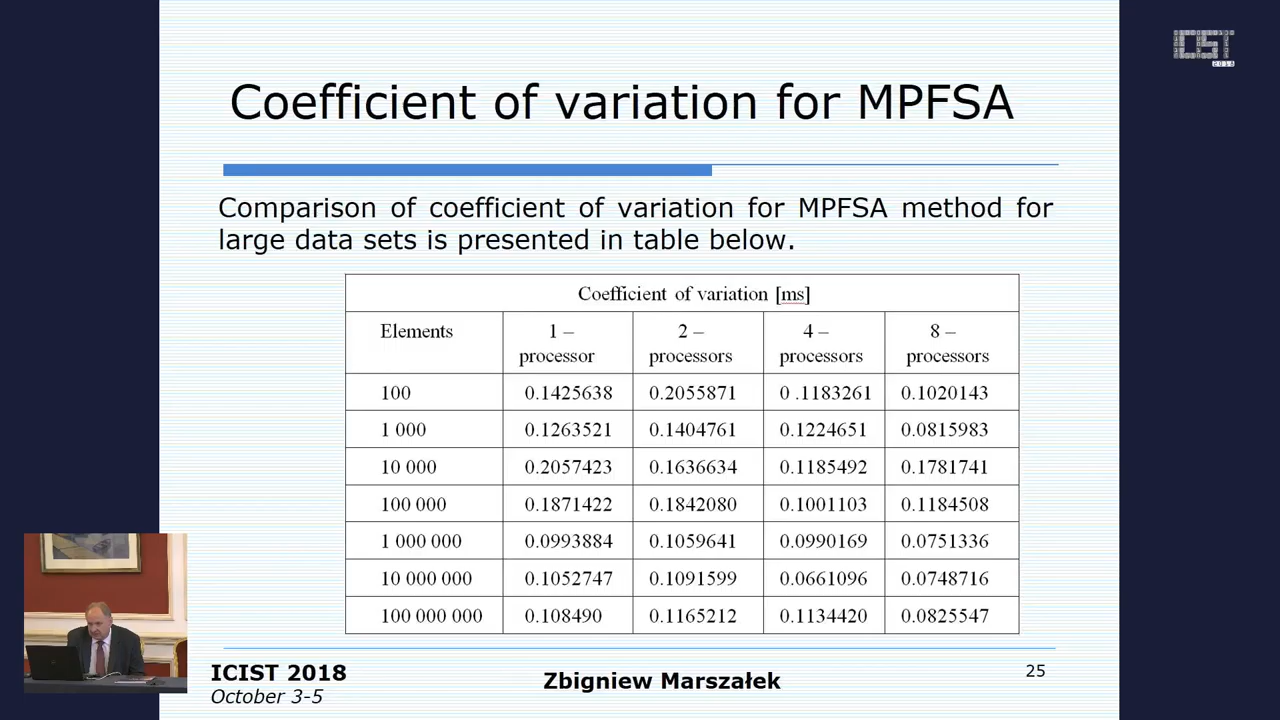 ICIST
2018
Coefficient of variation for MPFSA
Comparison of coefficient of variation for MPFSA method for
large data sets is presented in table below.
Coefficient of variation [ms]
Elements 1 – processor 2 – processors 4 – processors 8 – processors
100 0.1425638 0.2055871 0 .1183261 0.1020143
1 000 0.1263521 0.1404761 0.1224651 0.0815983
10 000 0.2057423 0.1636634 0.1185492 0.1781741
100 000 0.1871422 0.1842080 0.1001103 0.1184508
1 000 000 0.0993884 0.1059641 0.0990169 0.0751336
10 000 000 0.1052747 0.1091599 0.0661096 0.0748716
100 000 000 0.108490 0.1165212 0.1134420 0.0825547
ICIST 2018
October 3-5
Zbigniew Marszałek
25